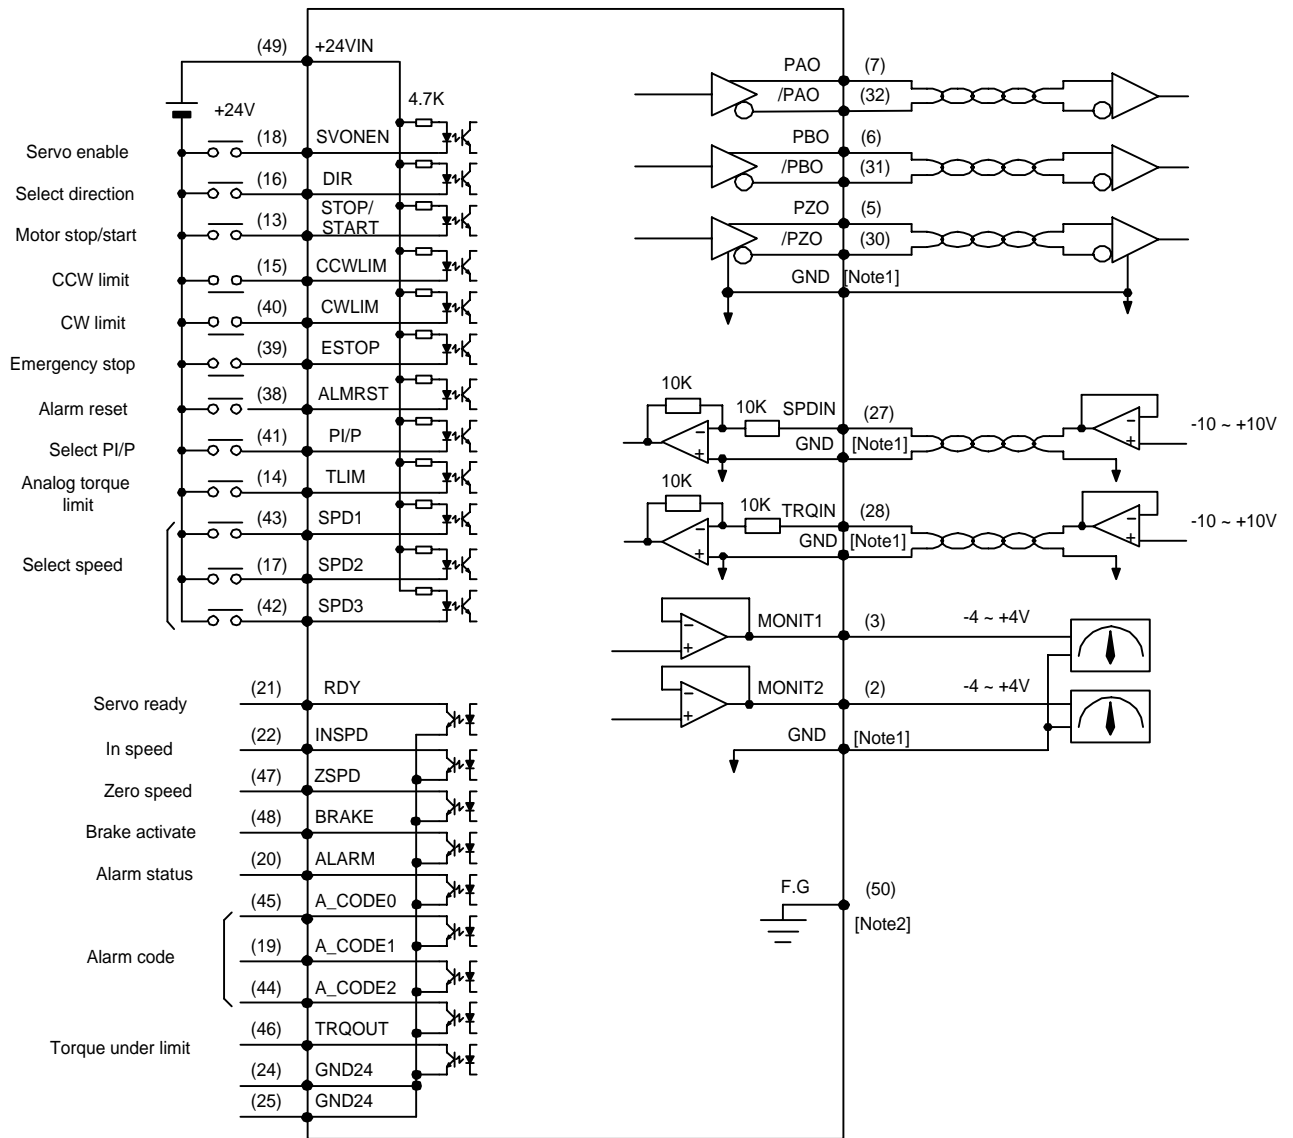 (49) +24VIN
+24V 4.7K
Servo enable (18) SVONEN
Select direction (16) DIR
Motor stop/start (13) STOP/
START
CCW limit (15) CCWLIM
CW limit (40) CWLIM
Emergency stop (39) ESTOP
Alarm reset (38) ALMRST
Select PI/P (41) PI/P
Analog torque
limit (14) TLIM
Select speed
(43) SPD1
(17) SPD2
(42) SPD3
Servo ready (21) RDY
In speed (22) INSPD
Zero speed (47) ZSPD
Brake activate (48) BRAKE
Alarm status (20) ALARM
Alarm code
(45) A_CODE0
(19) A_CODE1
(44) A_CODE2
Torque under limit (46) TRQOUT
(24) GND24
(25) GND24
PAO (7)
/PAO (32)
PBO (6)
/PBO (31)
PZO (5)
/PZO (30)
GND [Note1]
10K
10K SPDIN (27) -10 ~ +10V
GND [Note1]
10K
10K TRQIN (28) -10 ~ +10V
GND [Note1]
MONIT1 (3) -4 ~ +4V
MONIT2 (2) -4 ~ +4V
GND [Note1]
F.G (50)
[Note2]